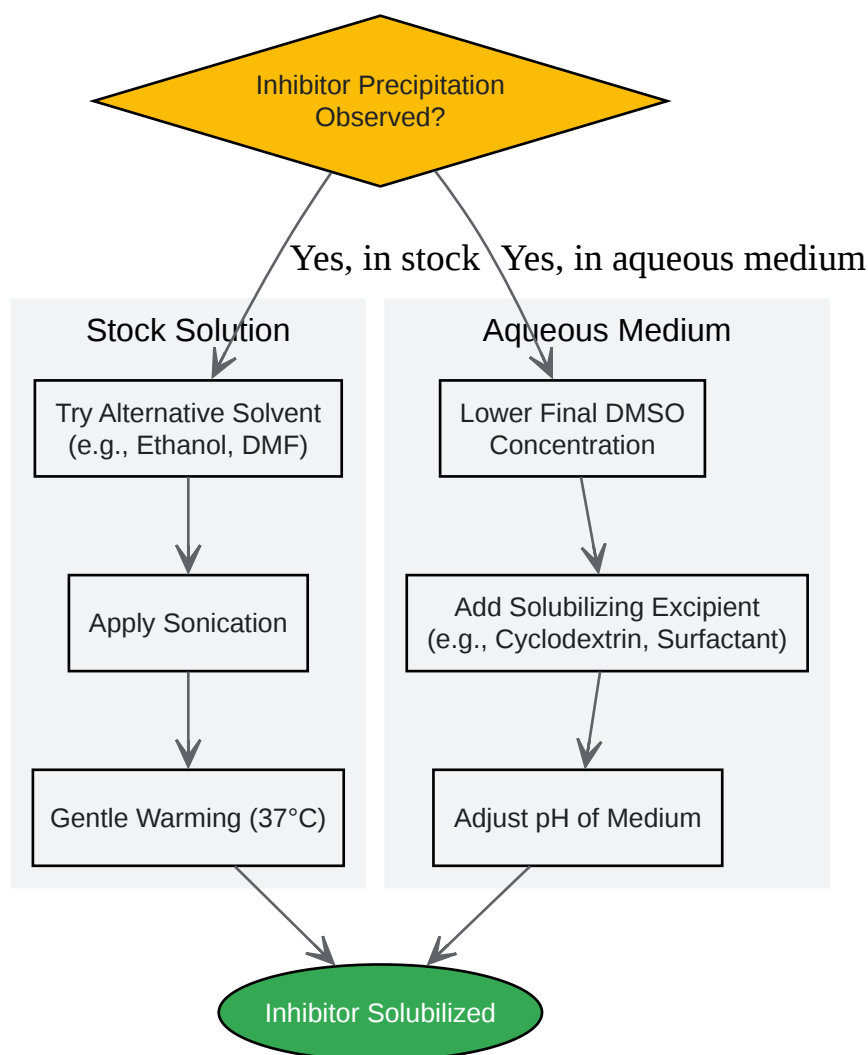 Inhibitor Precipitation
Observed?
Yes, in stock
Yes, in aqueous medium
Stock Solution
Try Alternative Solvent
(e.g., Ethanol, DMF)
Apply Sonication
Gentle Warming (37°C)
Aqueous Medium
Lower Final DMSO
Concentration
Add Solubilizing Excipient
(e.g., Cyclodextrin, Surfactant)
Adjust pH of Medium
Inhibitor Solubilized